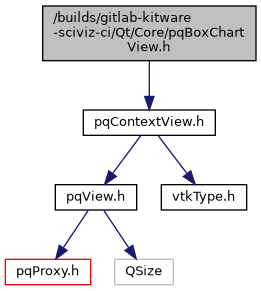 /builds/gitlab-kitware
-sciviz-ci/Qt/Core/pqBoxChart
View.h
pqContextView.h
pqView.h
vtkType.h
pqProxy.h
QSize